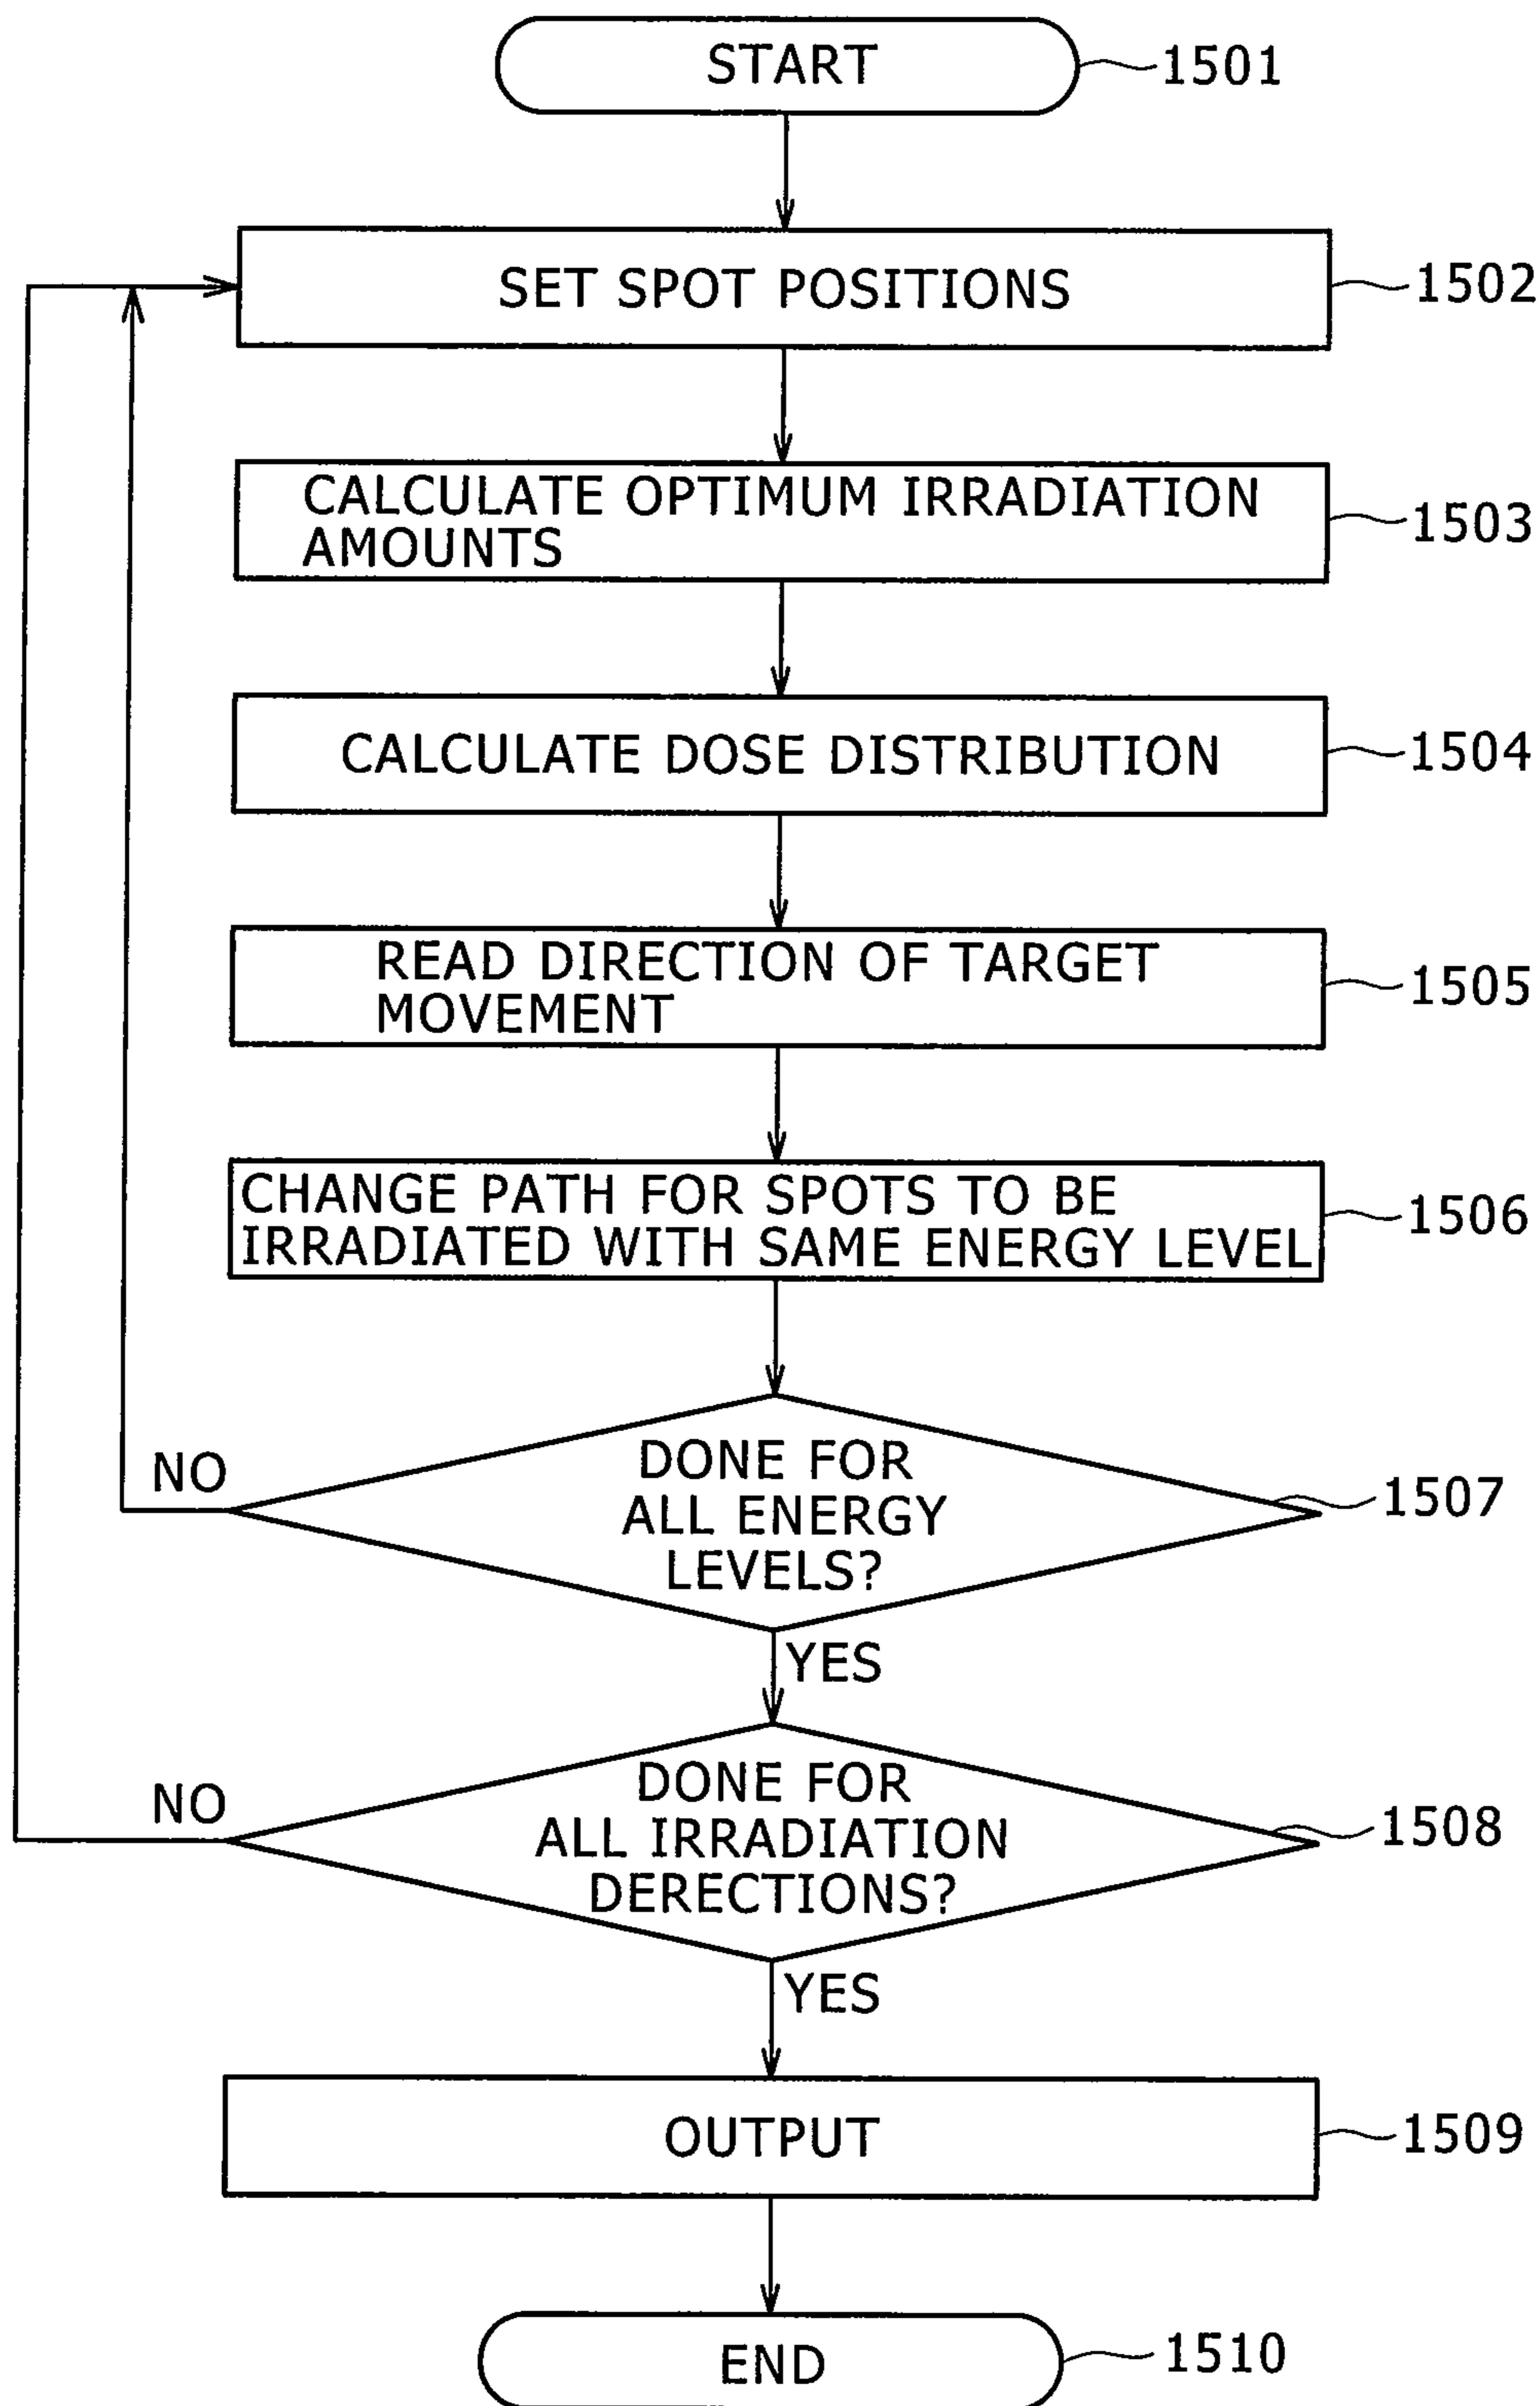 START
1501
SET SPOT POSITIONS
1502
CALCULATE OPTIMUM IRRADIATION
AMOUNTS
1503
CALCULATE DOSE DISTRIBUTION
1504
READ DIRECTION OF TARGET
MOVEMENT
1505
CHANGE PATH FOR SPOTS TO BE
IRRADIATED WITH SAME ENERGY LEVEL
1506
NO
DONE FOR
ALL ENERGY
LEVELS?
1507
YES
NO
DONE FOR
ALL IRRADIATION
DERECTIONS?
1508
YES
OUTPUT
1509
END
1510